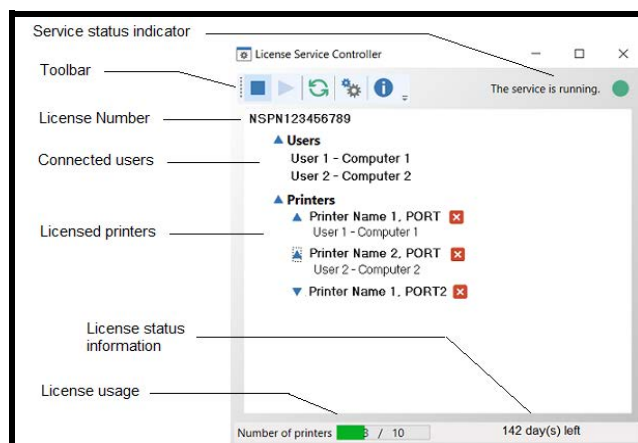 Service status indicator
License Service Controller
Toolbar
The service is running.
License Number
NSPN123456789
Users
Connected users
User 1 - Computer 1
User 2 - Computer 2
Printers
Printer Name 1, PORT
Licensed printers
User 1 - Computer 1
Printer Name 2, PORT
User 2 - Computer 2
Printer Name 1, PORT2
License status
information
License usage
Number of printers 3 / 10
142 day(s) left